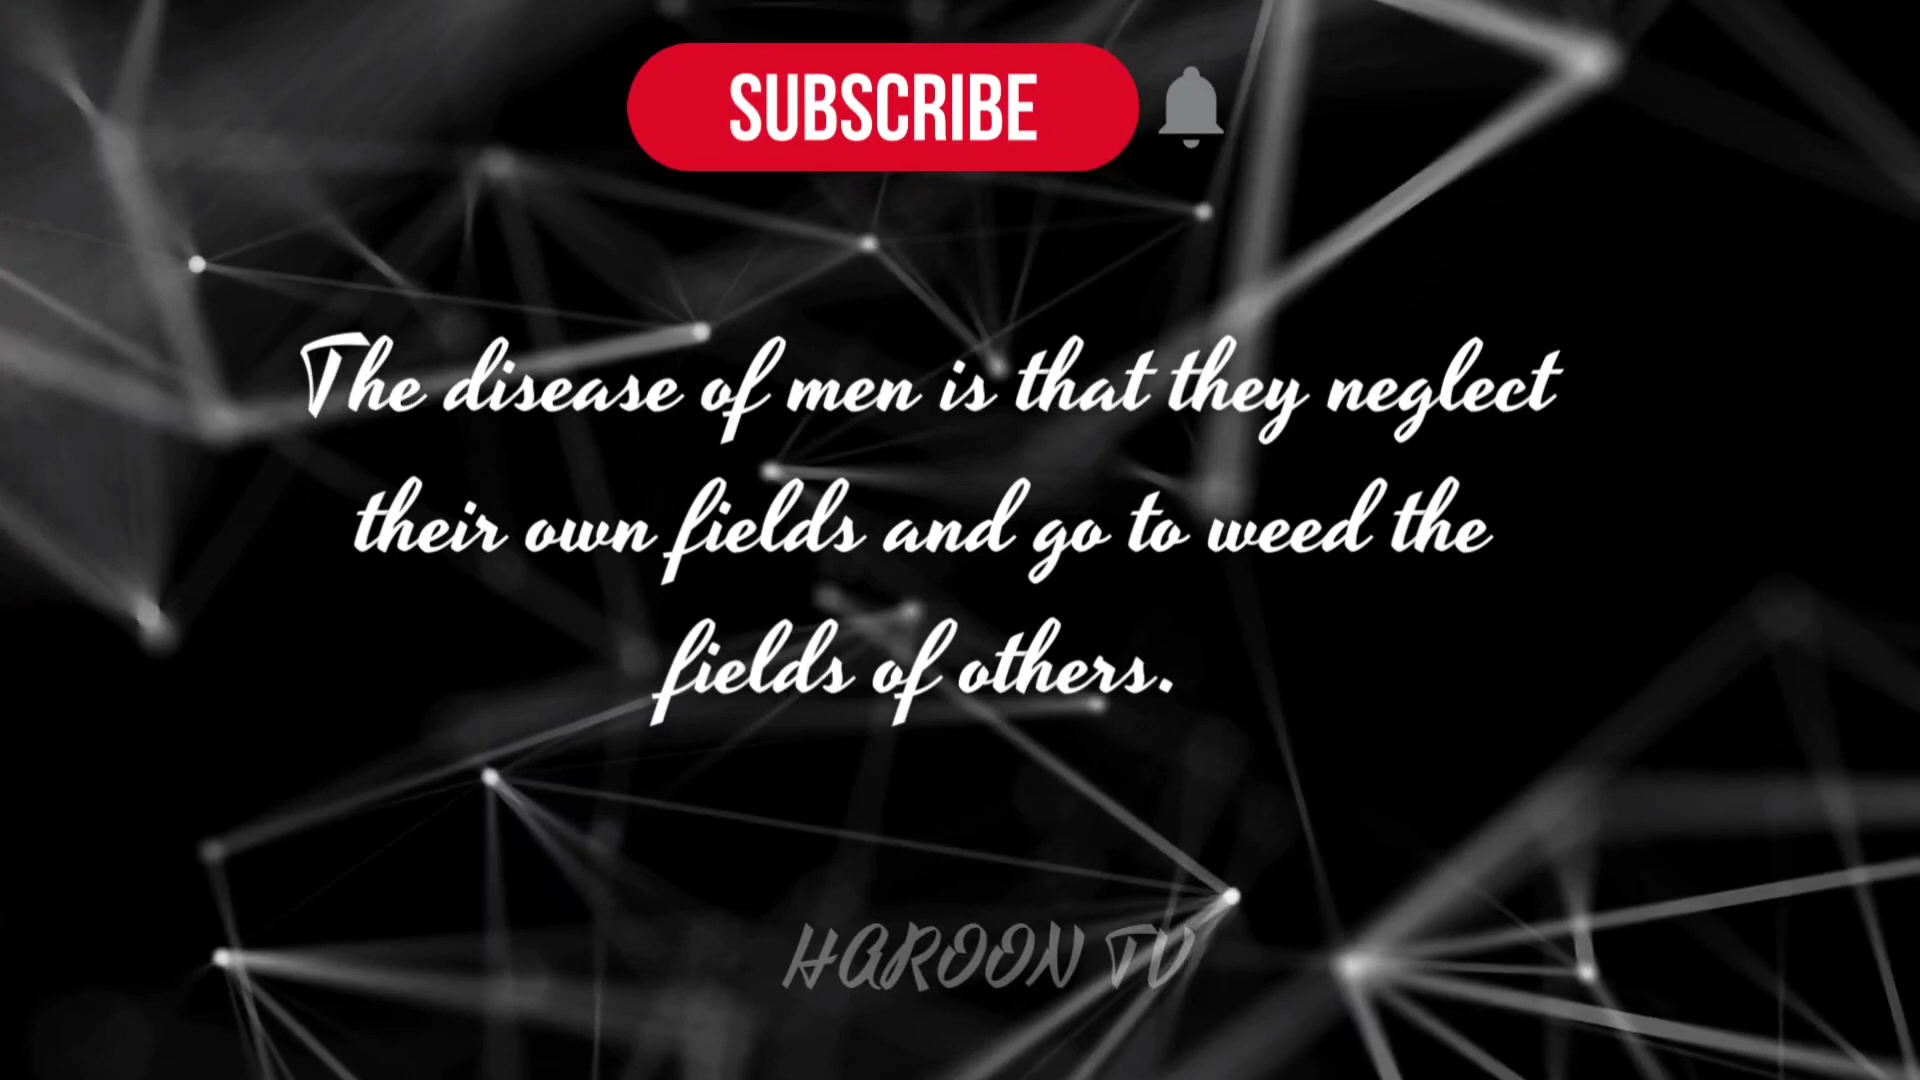 SUBSCRIBE
The disease of men is that they neglect
their own fields and go to weed the
fields of others.
HAROON TV